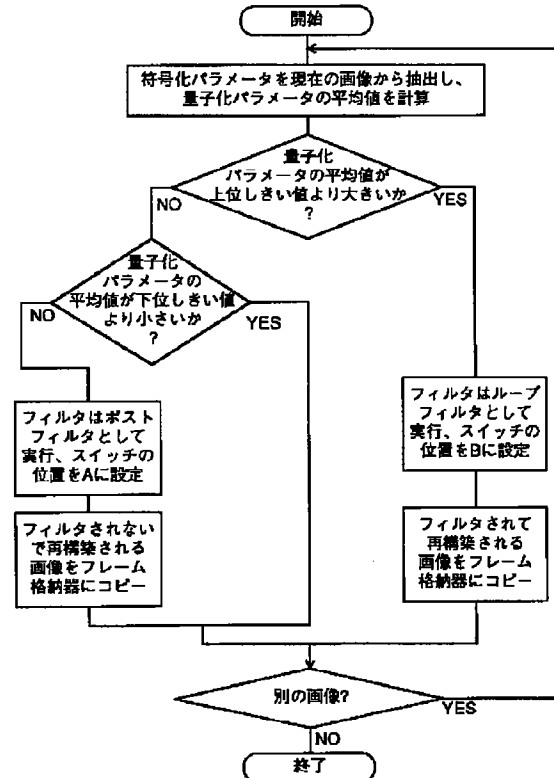 開始
符号化パラメータを現在の画像から抽出し、
量子化パラメータの平均値を計算
量子化
パラメータの平均値が
上位しきい値より大きいか
?
NO
YES
量子化
パラメータの
平均値が下位しきい値
より小さいか
?
NO
YES
フィルタはポスト
フィルタとして
実行、スイッチの
位置をAに設定
フィルタはループ
フィルタとして
実行、スイッチの
位置をBに設定
フィルタされない
で再構築される
画像をフレーム
格納器にコピー
フィルタされて
再構築される
画像をフレーム
格納器にコピー
別の画像?
YES
NO
終了